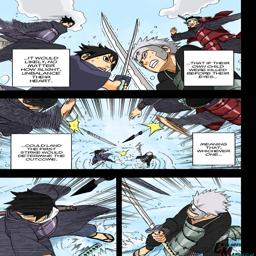 ...THAT IF THEIR
OWN CHILD
WERE KILLED
BEFORE THEIR
EYES...
...IT WOULD
LIKELY, NO
MATTER
HOW SLIGHT,
UNBALANCE
THEIR
HEART.
MEANING
THAT,
WHICHEVER
ONE...
...COULD LAND
THE FIRST
STRIKE WOULD
DETERMINE THE
OUTCOME.